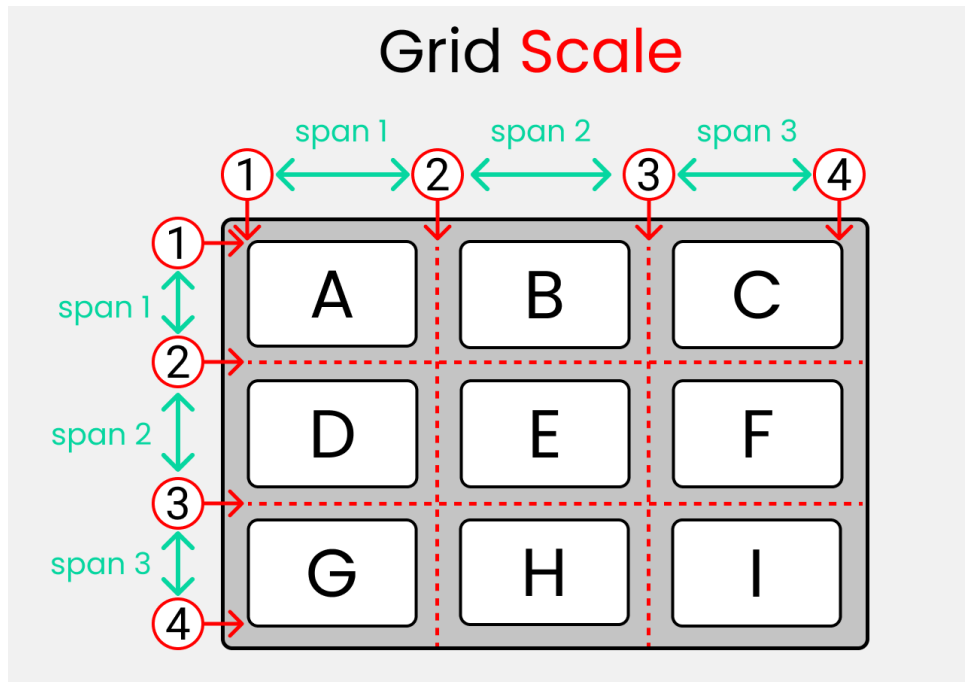 Grid Scale
span 1 span 2 span 3
1 2 3 4
1
A B C
span 1
2
D E F
span 2
3
G H I
span 3
4